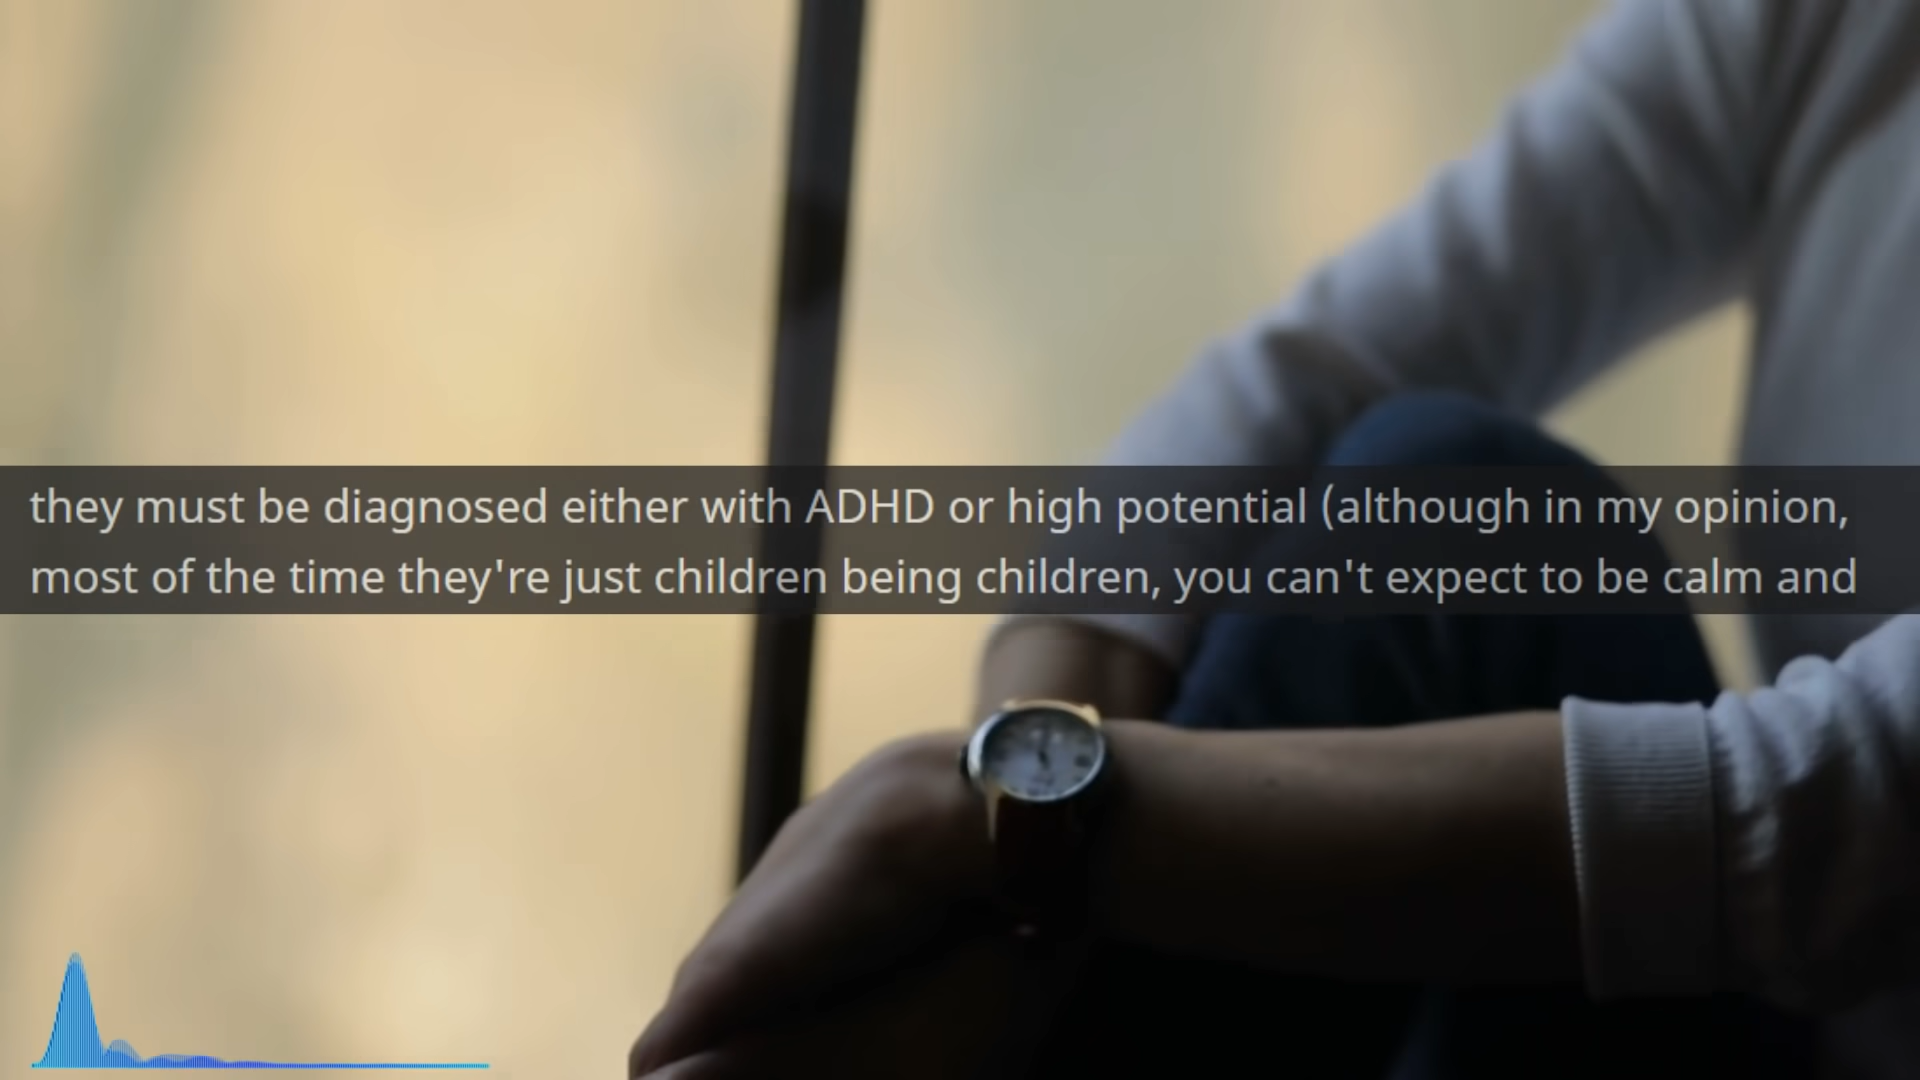 they must be diagnosed either with ADHD or high potential (although in my opinion,
most of the time they're just children being children, you can't expect to be calm and